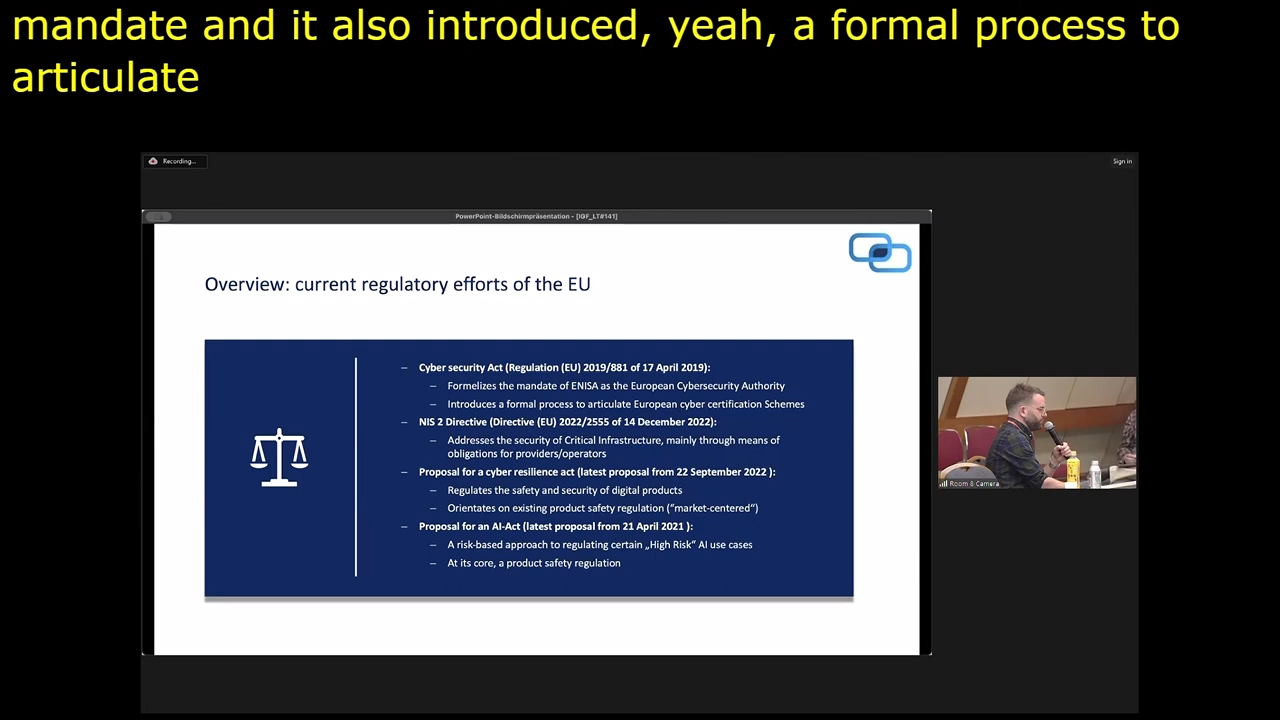 mandate and it also introduced, yeah, a formal process to
articulate
Recording...
Sign in
PowerPoint-Bildschirmpräsentation - [IGF_LT#141]
Overview: current regulatory efforts of the EU
– Cyber security Act (Regulation (EU) 2019/881 of 17 April 2019):
– Formelizes the mandate of ENISA as the European Cybersecurity Authority
– Introduces a formal process to articulate European cyber certification Schemes
– NIS 2 Directive (Directive (EU) 2022/2555 of 14 December 2022):
– Addresses the security of Critical Infrastructure, mainly through means of
obligations for providers/operators
– Proposal for a cyber resilience act (latest proposal from 22 September 2022 ):
– Regulates the safety and security of digital products
– Orientates on existing product safety regulation (“market-centered“)
– Proposal for an AI-Act (latest proposal from 21 April 2021 ):
– A risk-based approach to regulating certain „High Risk“ AI use cases
– At its core, a product safety regulation
Room 8 Camera